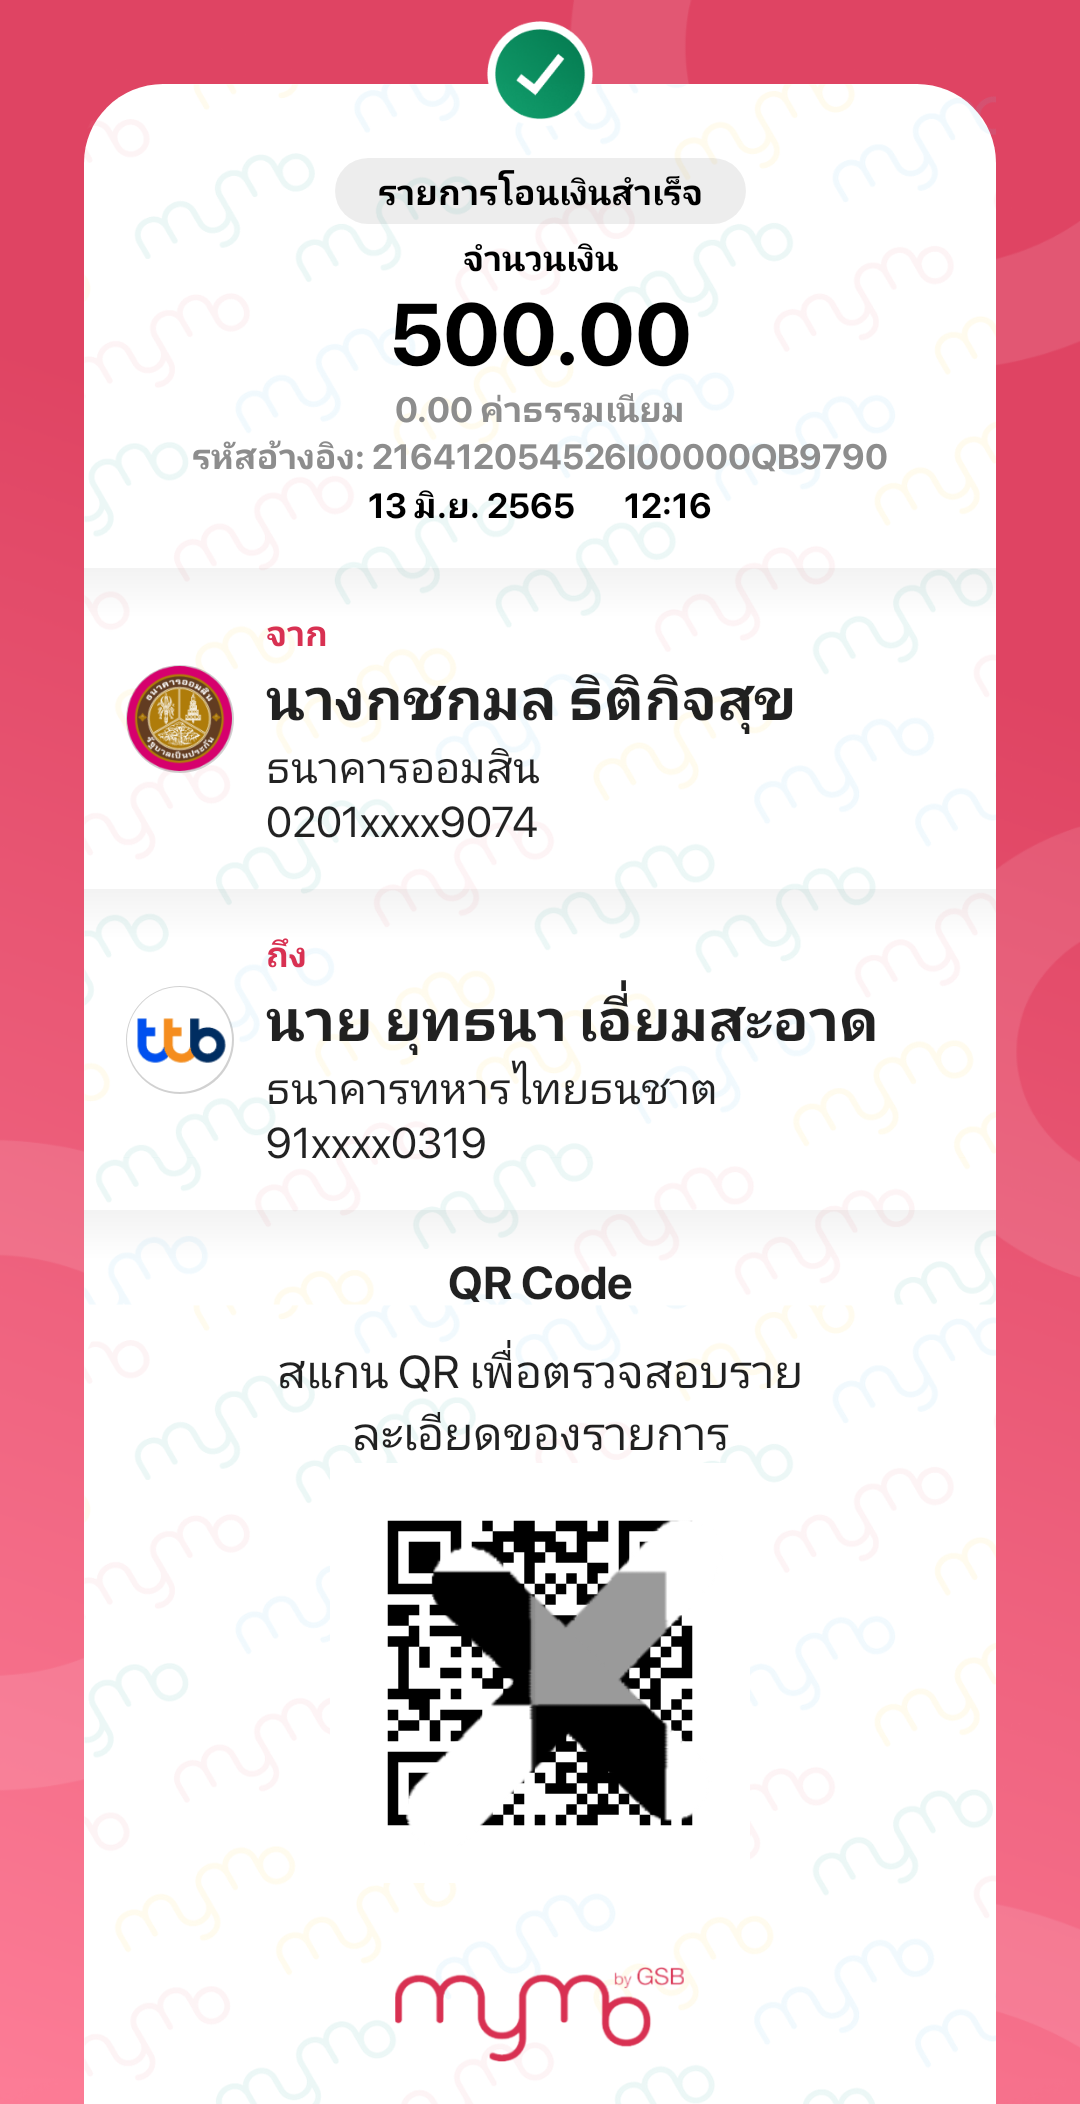 รายการโอนเงินสำเร็จ
จำนวนเงิน
500.00
0.00 ค่าธรรมเนียม
รหัสอ้างอิง: 216412054526I00000QB9790
13 มิ.ย. 2565 12:16
จาก
นางกชกมล ธิติกิจสุข
ธนาคารออมสิน
0201xxxx9074
ถึง
นาย ยุทธนา เอี่ยมสะอาด
ttb
ธนาคารทหารไทยธนชาต
91xxxx0319
QR Code
สแกน QR เพื่อตรวจสอบราย
ละเอียดของรายการ
mymo by GSB